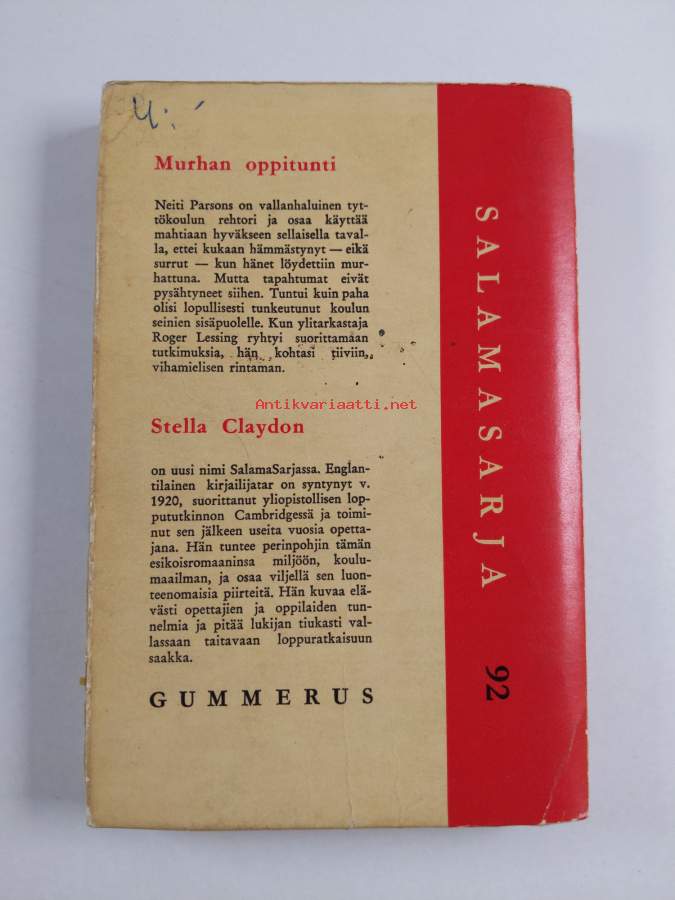 4:
Murhan oppitunti
Neiti Parsons on vallanhaluinen tyt-
tökoulun rehtori ja osaa käyttää
mahtiaan hyväkseen sellaisella taval-
la, ettei kukaan hämmästynyt — eikä
surrut — kun hänet löydettiin mur-
hattuna. Mutta tapahtumat eivät
pysähtyneet siihen. Tuntui kuin paha
olisi lopullisesti tunkeutunut koulun
seinien sisäpuolelle. Kun ylitarkastaja
Roger Lessing ryhtyi suorittamaan
tutkimuksia, hän kohtasi tiiviin,
vihamielisen rintaman.
Antikvariaatti.net
Stella Claydon
on uusi nimi SalamaSarjassa. Englan-
tilainen kirjailijatar on syntynyt v.
1920, suorittanut yliopistollisen lop-
pututkinnon Cambridgessä ja toimi-
nut sen jälkeen useita vuosia opetta-
jana. Hän tuntee perinpohjin tämän
esikoisromaaninsa miljöön, koulu-
maailman, ja osaa viljellä sen luon-
teenomaisia piirteitä. Hän kuvaa elä-
västi opettajien ja oppilaiden tun-
nelmia ja pitää lukijan tiukasti val-
lassaan taitavaan loppuratkaisuun
saakka.
GUMMERUS
SALAMASARJA 92